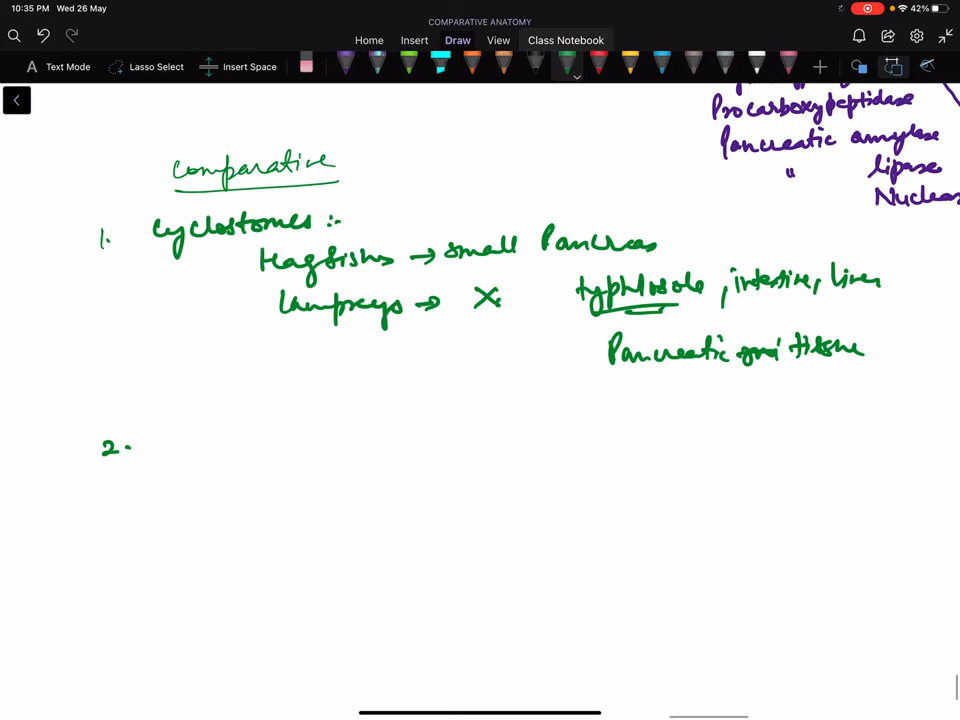 10:35 PM Wed 26 May
42%
COMPARATIVE ANATOMY
Home Insert Draw View Class Notebook
Text Mode Lasso Select Insert Space
Procarboxypeptidase
Pancreatic amylase
" lipase
Nucleas
Comparative
1. Cyclostomes :-
Hagfishes → small Pancreas
Lampreys → X typhlosole, intestine, liver
Pancreatic tissue
2.